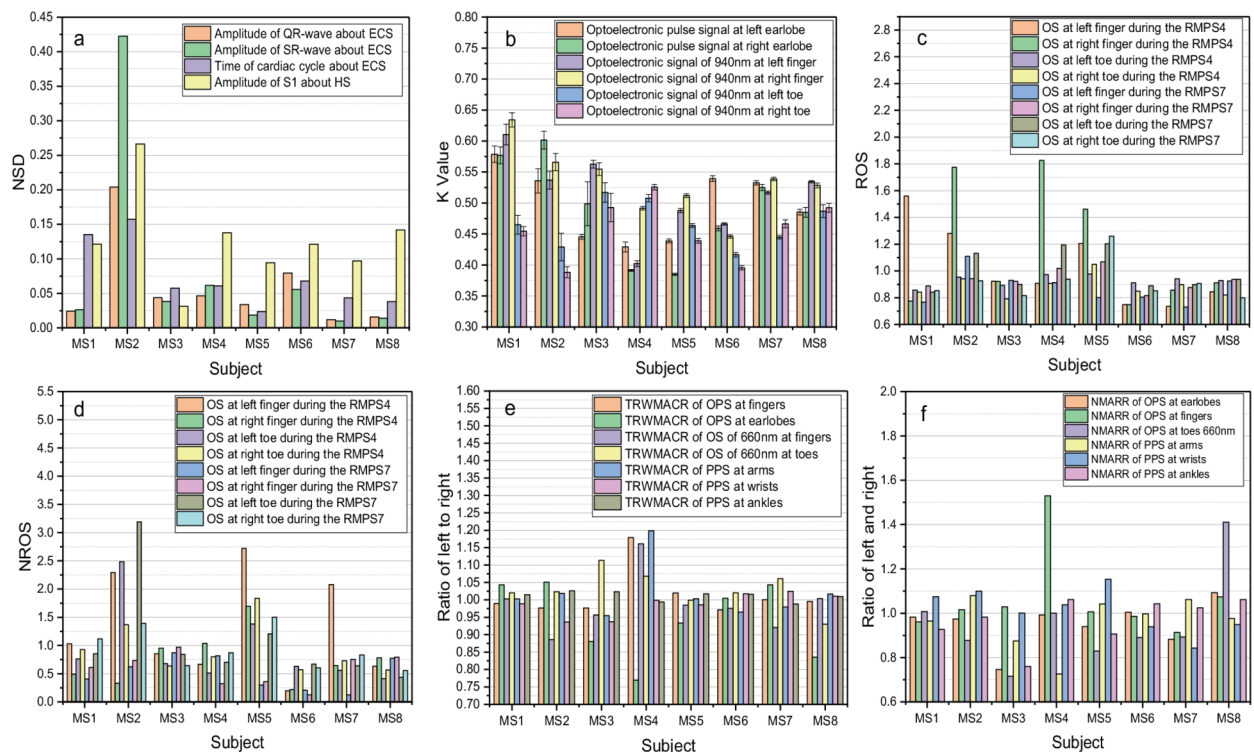 a
Amplitude of QR-wave about ECS
Amplitude of SR-wave about ECS
Time of cardiac cycle about ECS
Amplitude of S1 about HS
NSD
0.45
0.40
0.35
0.30
0.25
0.20
0.15
0.10
0.05
0.00
MS1 MS2 MS3 MS4 MS5 MS6 MS7 MS8
Subject
b
Optoelectronic pulse signal at left earlobe
Optoelectronic pulse signal at right earlobe
Optoelectronic signal of 940nm at left finger
Optoelectronic signal of 940nm at right finger
Optoelectronic signal of 940nm at left toe
Optoelectronic signal of 940nm at right toe
K Value
0.80
0.75
0.70
0.65
0.60
0.55
0.50
0.45
0.40
0.35
0.30
MS1 MS2 MS3 MS4 MS5 MS6 MS7 MS8
Subject
c
OS at left finger during the RMPS4
OS at right finger during the RMPS4
OS at left toe during the RMPS4
OS at right toe during the RMPS4
OS at left finger during the RMPS7
OS at right finger during the RMPS7
OS at left toe during the RMPS7
OS at right toe during the RMPS7
ROS
2.8
2.6
2.4
2.2
2.0
1.8
1.6
1.4
1.2
1.0
0.8
0.6
MS1 MS2 MS3 MS4 MS5 MS6 MS7 MS8
Subject
d
OS at left finger during the RMPS4
OS at right finger during the RMPS4
OS at left toe during the RMPS4
OS at right toe during the RMPS4
OS at left finger during the RMPS7
OS at right finger during the RMPS7
OS at left toe during the RMPS7
OS at right toe during the RMPS7
NROS
5.5
5.0
4.5
4.0
3.5
3.0
2.5
2.0
1.5
1.0
0.5
0.0
MS1 MS2 MS3 MS4 MS5 MS6 MS7 MS8
Subject
e
TRWMACR of OPS at fingers
TRWMACR of OPS at earlobes
TRWMACR of OS of 660nm at fingers
TRWMACR of OS of 660nm at toes
TRWMACR of PPS at arms
TRWMACR of PPS at wrists
TRWMACR of PPS at ankles
Ratio of left to right
1.60
1.55
1.50
1.45
1.40
1.35
1.30
1.25
1.20
1.15
1.10
1.05
1.00
0.95
0.90
0.85
0.80
0.75
0.70
MS1 MS2 MS3 MS4 MS5 MS6 MS7 MS8
Subject
f
NMARR of OPS at earlobes
NMARR of OPS at fingers
NMARR of OPS at toes 660nm
NMARR of PPS at arms
NMARR of PPS at wrists
NMARR of PPS at ankles
Ratio of left and right
2.0
1.8
1.6
1.4
1.2
1.0
0.8
0.6
MS1 MS2 MS3 MS4 MS5 MS6 MS7 MS8
Subject